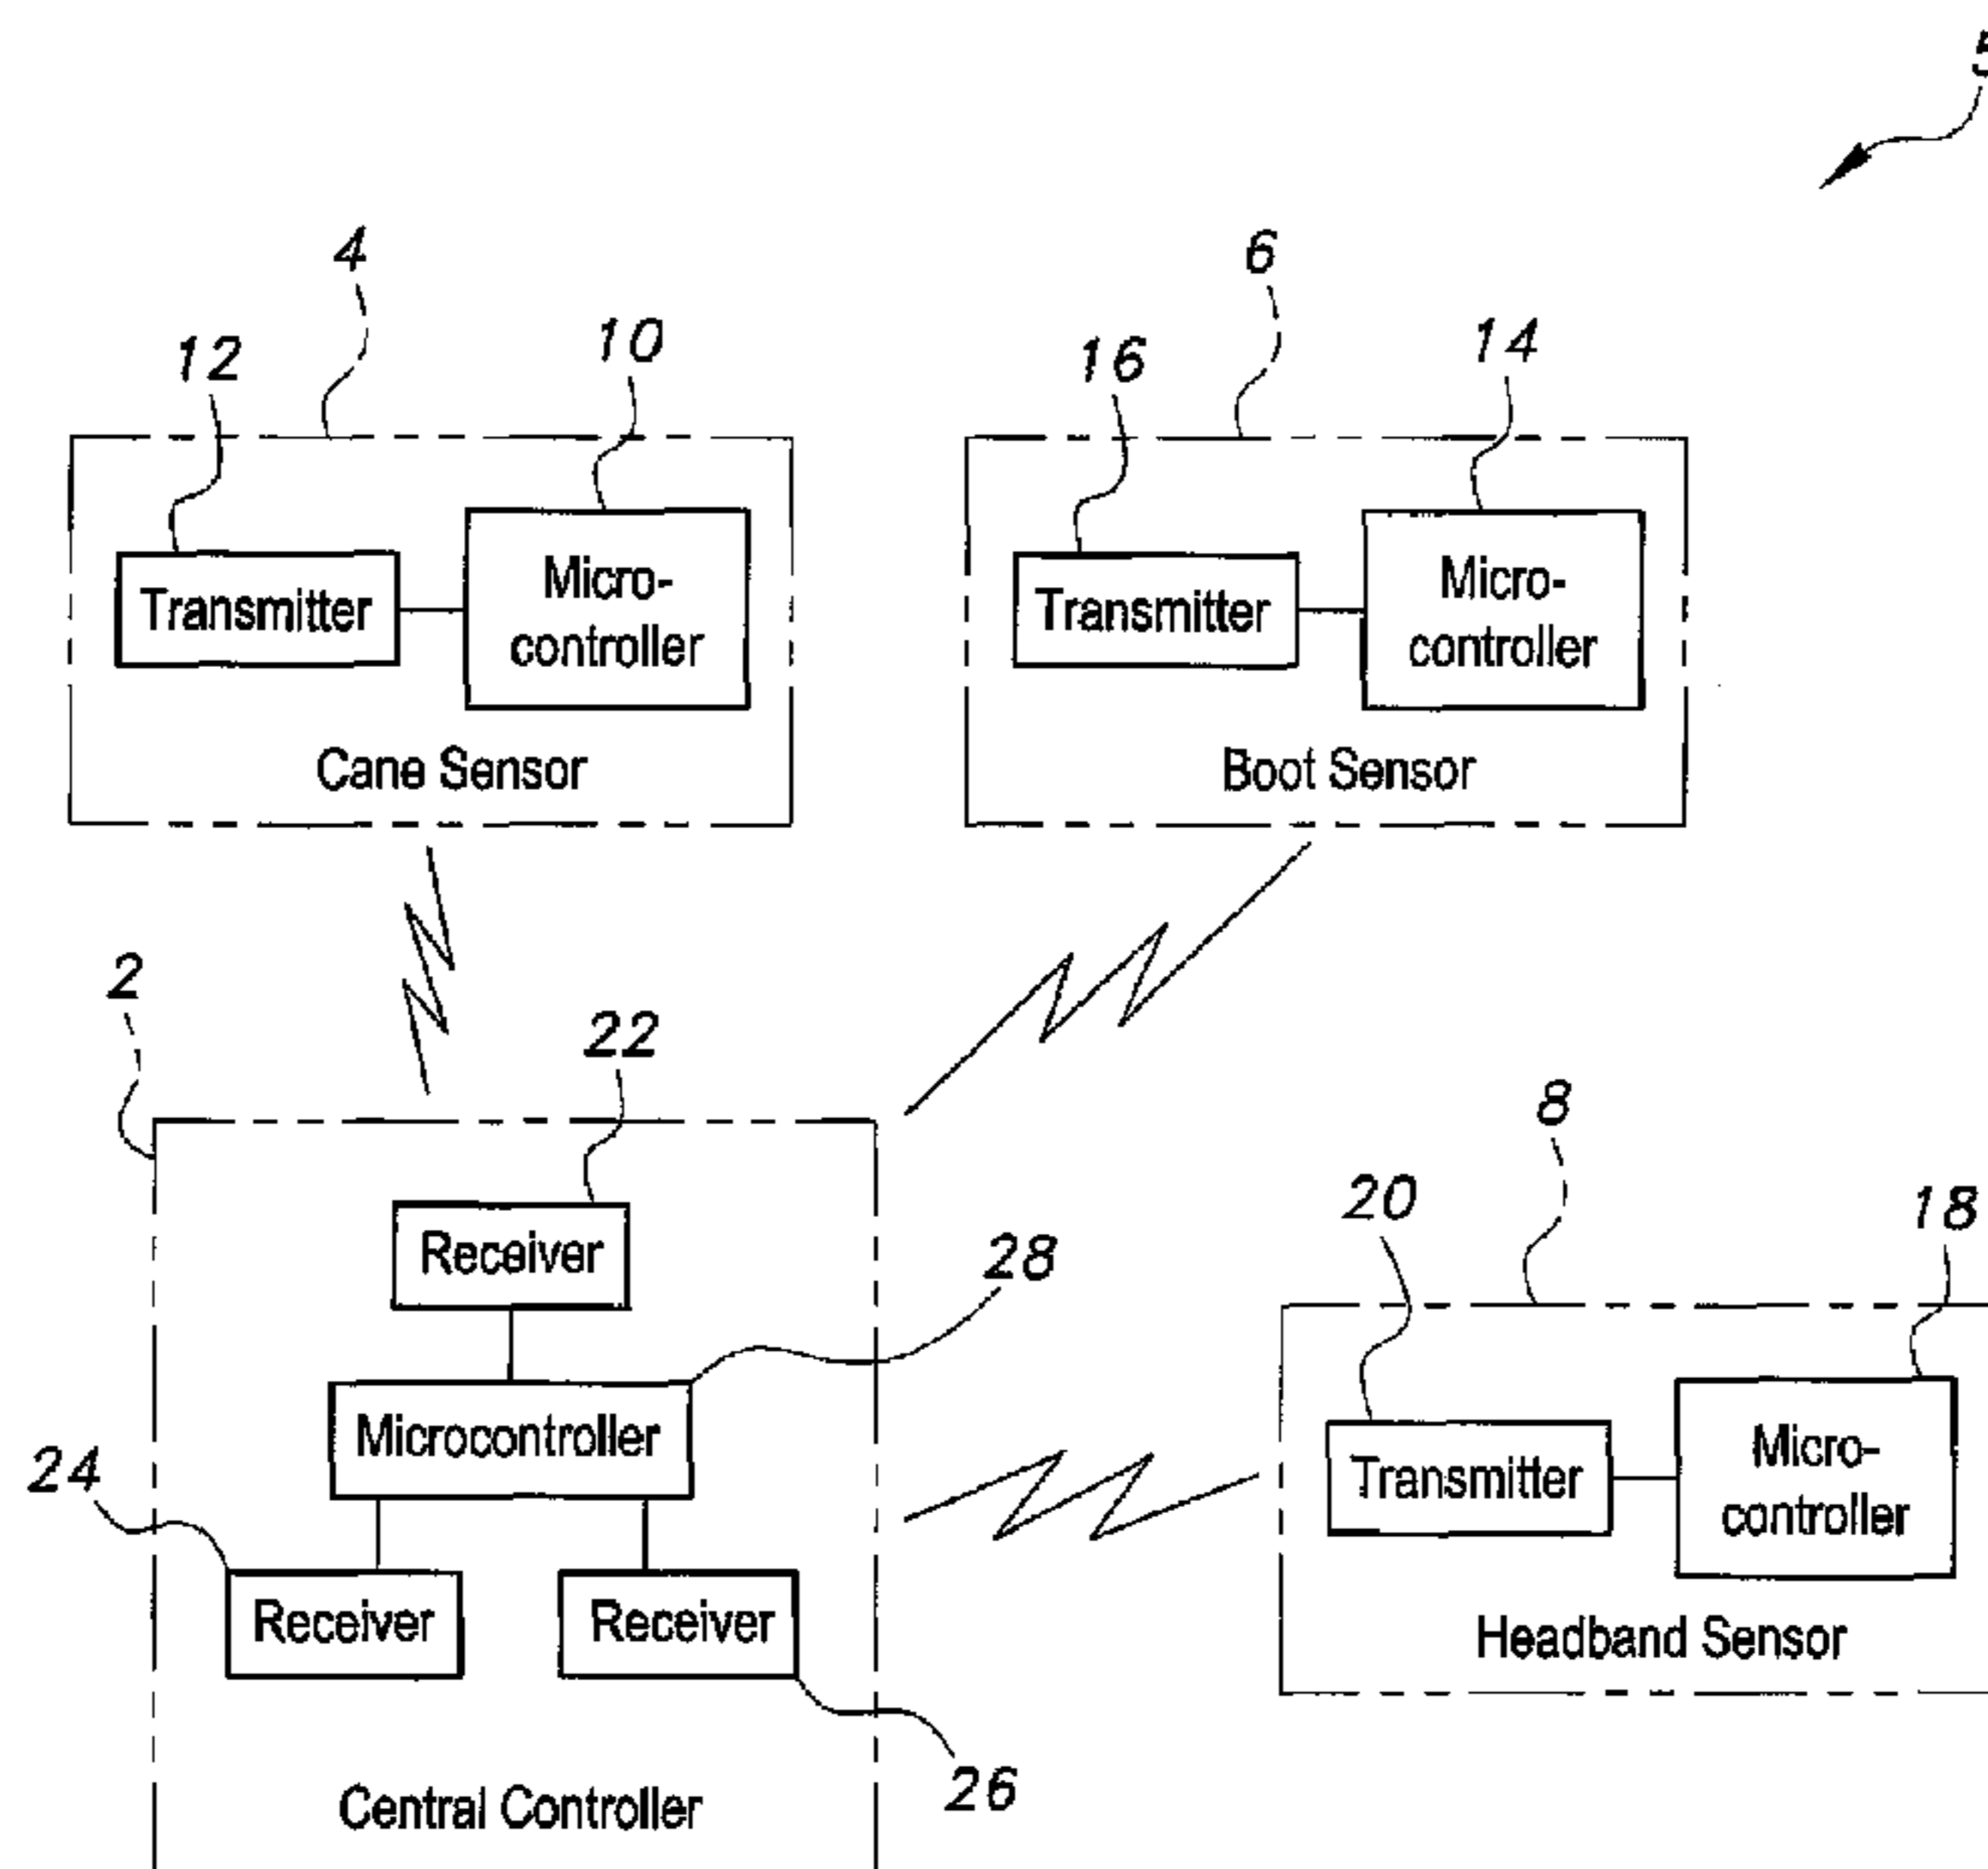 5
4
6
12
10
16
14
Transmitter
Micro-
controller
Transmitter
Micro-
controller
Cane Sensor
Boot Sensor
2
22
8
Receiver
28
20
18
Microcontroller
24
Transmitter
Micro-
controller
Receiver
Receiver
Headband Sensor
26
Central Controller